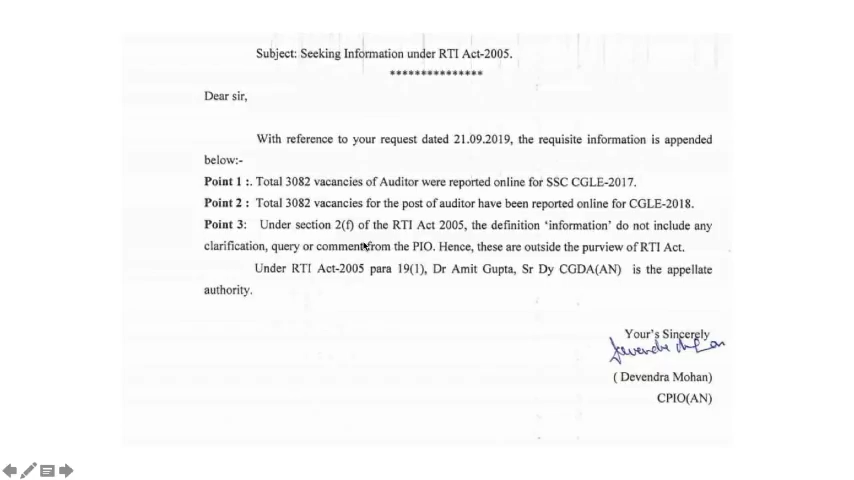 Subject: Seeking Information under RTI Act-2005.
***************
Dear sir,
With reference to your request dated 21.09.2019, the requisite information is appended
below:-
Point 1 :. Total 3082 vacancies of Auditor were reported online for SSC CGLE-2017.
Point 2 : Total 3082 vacancies for the post of auditor have been reported online for CGLE-2018.
Point 3: Under section 2(f) of the RTI Act 2005, the definition ‘information’ do not include any
clarification, query or comment from the PIO. Hence, these are outside the purview of RTI Act.
Under RTI Act-2005 para 19(1), Dr Amit Gupta, Sr Dy CGDA(AN) is the appellate
authority.
Your's Sincerely
( Devendra Mohan)
CPIO(AN)